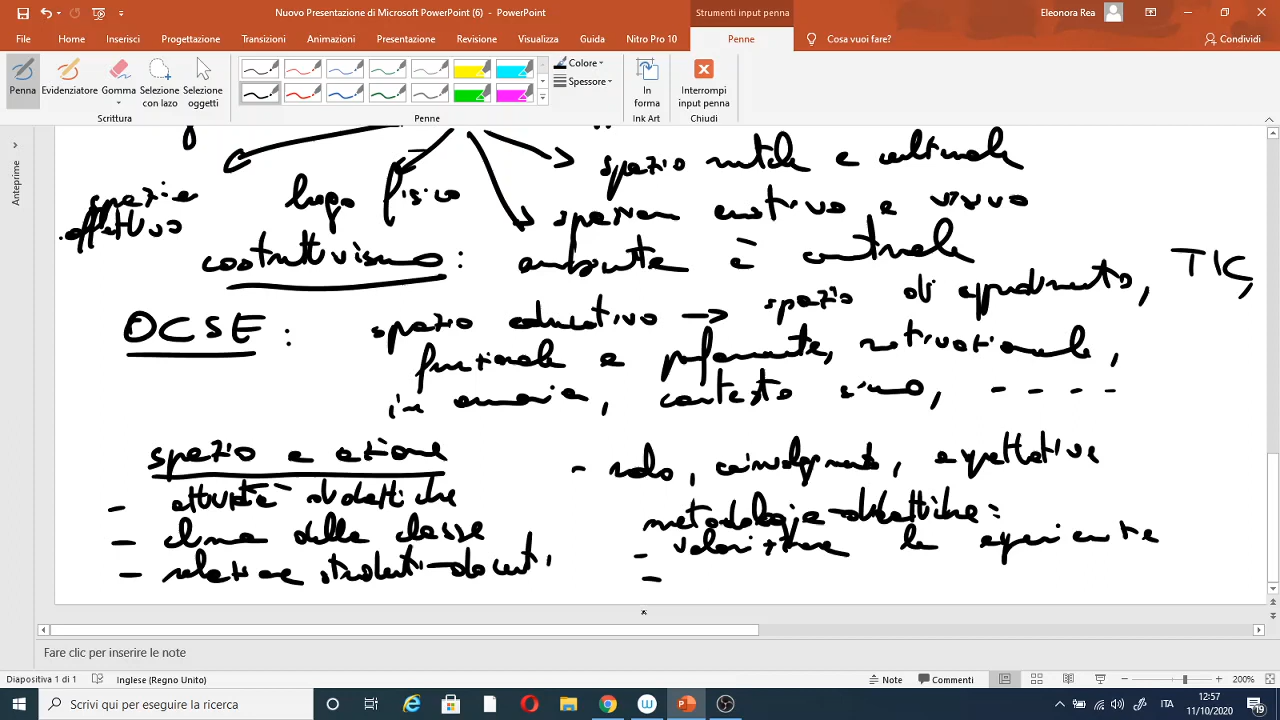 Nuovo Presentazione di Microsoft PowerPoint (6) - PowerPoint
Strumenti input penna
Eleonora Rea
File Home Inserisci Progettazione Transizioni Animazioni Presentazione Revisione Visualizza Guida Nitro Pro 10 Penne Cosa vuoi fare? Condividi
Penna Evidenziatore Gomma Selezione con lazo Selezione oggetti
Colore
Spessore
In forma
Interrompi input penna
Scrittura Penne Ink Art Chiudi
Anteprime
spazio affettivo
luogo fisico
spazio mentale e culturale
spazio emotivo e vissuto
costruttivismo: ambiente è centrale
OCSE: spazio educativo → spazio di apprendimento, TIC,
funzionale e performante, motivazionale,
in armonia, contesto sano, - - - - -
spazio e azione
- attività didattiche
- clima della classe
- relazione studenti-docenti
- ruolo, coinvolgimento, aspettative
metodologie didattiche:
- valorizzare le esperienze
-
Fare clic per inserire le note
Diapositiva 1 di 1 Inglese (Regno Unito) Note Commenti 200%
Scrivi qui per eseguire la ricerca
ITA
12:57
11/10/2020
19